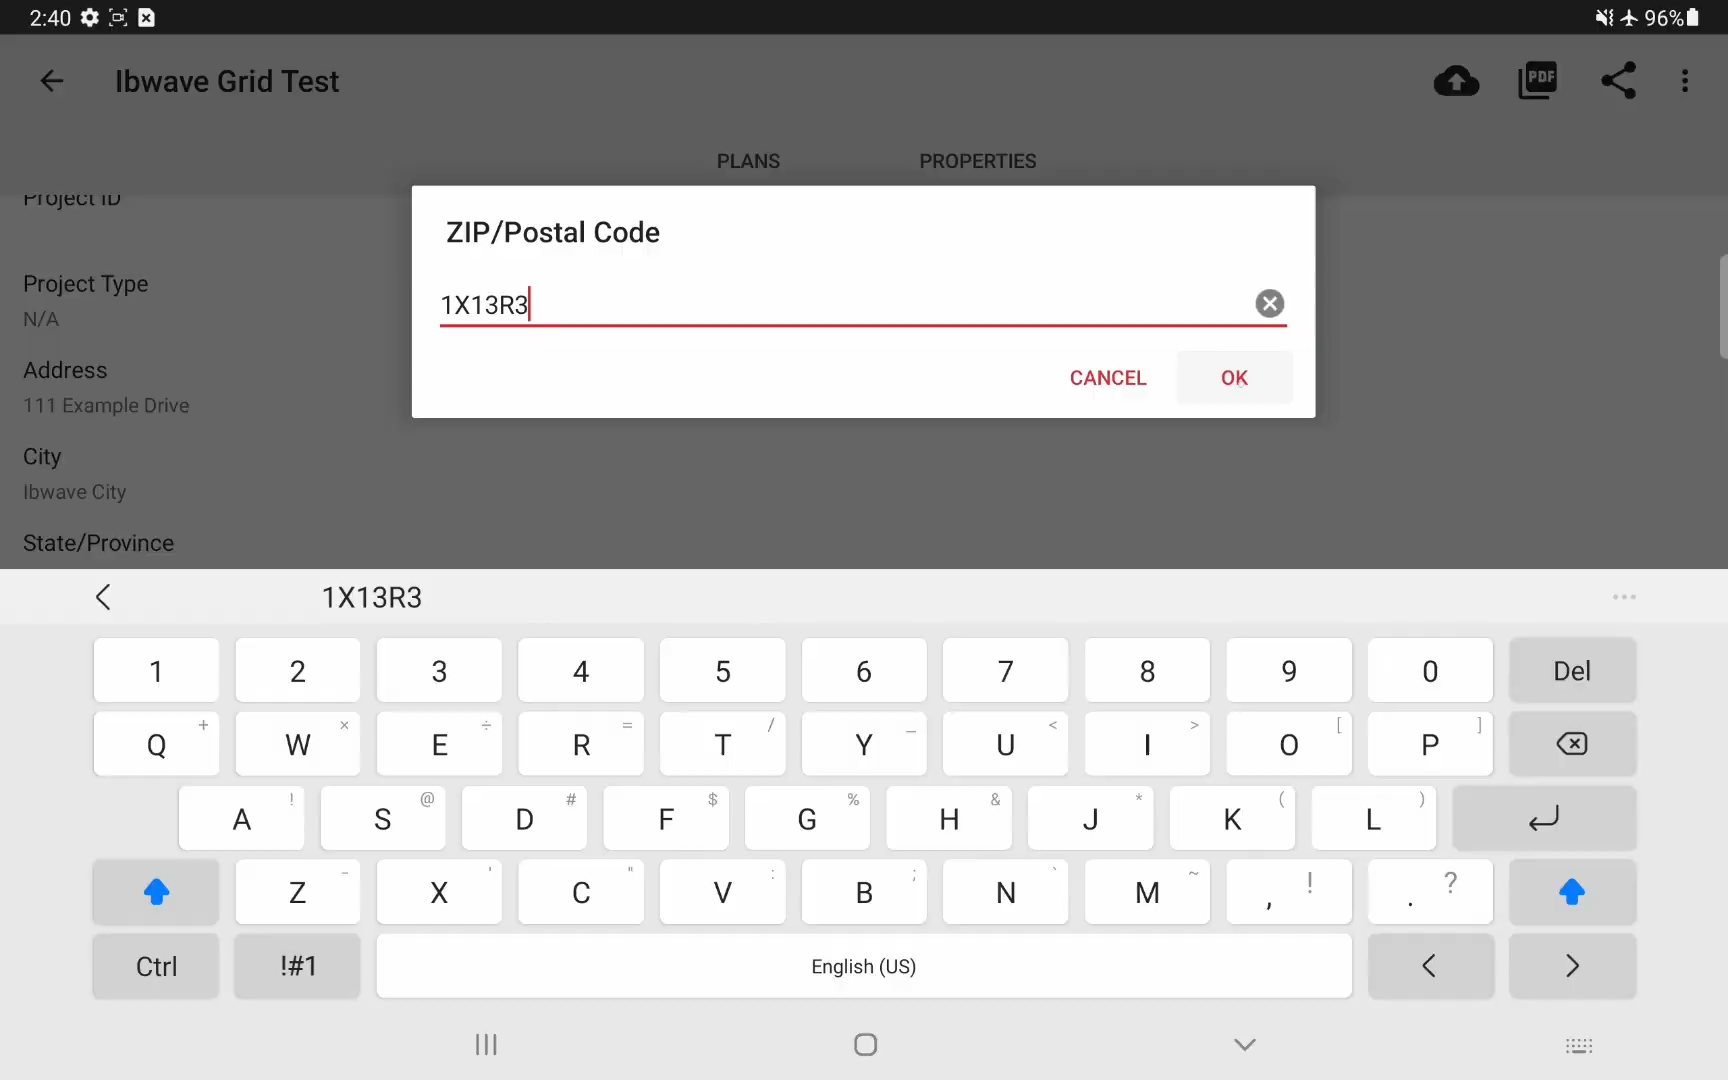 2:40
96%
Ibwave Grid Test
PDF
PLANS
PROPERTIES
Project ID
Project Type
N/A
Address
111 Example Drive
City
Ibwave City
State/Province
ZIP/Postal Code
1X13R3
CANCEL
OK
1X13R3
1 2 3 4 5 6 7 8 9 0 Del
Q + W × E ÷ R = T / Y _ U < I > O [ P ]
A ! S @ D # F $ G % H & J * K ( L )
Z - X ' C " V : B ; N ` M ~ , ! . ?
Ctrl !#1 English (US) < >